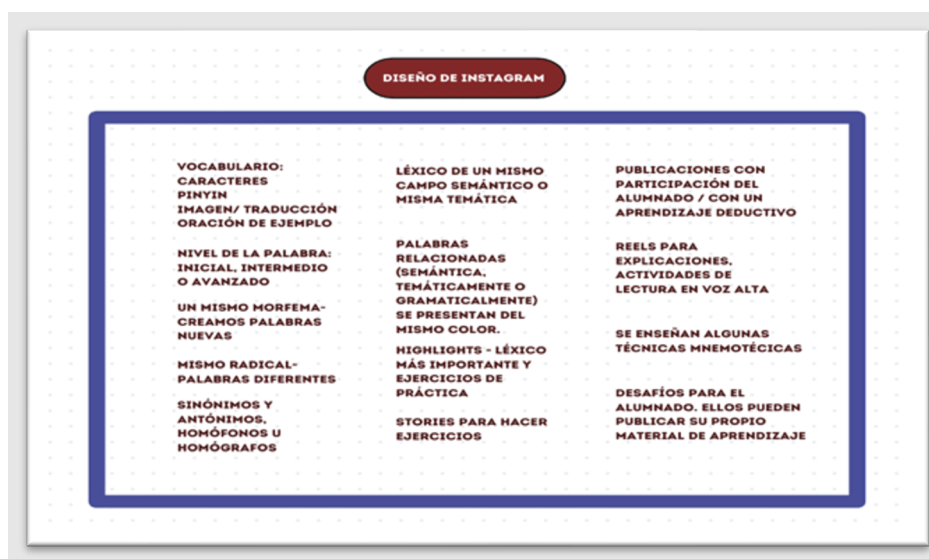 DISEÑO DE INSTAGRAM
VOCABULARIO:
CARACTERES
PINYIN
IMAGEN/ TRADUCCIÓN
ORACIÓN DE EJEMPLO
NIVEL DE LA PALABRA:
INICIAL, INTERMEDIO
O AVANZADO
UN MISMO MORFEMA-
CREAMOS PALABRAS
NUEVAS
MISMO RADICAL-
PALABRAS DIFERENTES
SINÓNIMOS Y
ANTÓNIMOS,
HOMÓFONOS U
HOMÓGRAFOS
LÉXICO DE UN MISMO
CAMPO SEMÁNTICO O
MISMA TEMÁTICA
PALABRAS
RELACIONADAS
(SEMÁNTICA,
TEMÁTICAMENTE O
GRAMATICALMENTE)
SE PRESENTAN DEL
MISMO COLOR.
HIGHLIGHTS - LÉXICO
MÁS IMPORTANTE Y
EJERCICIOS DE
PRÁCTICA
STORIES PARA HACER
EJERCICIOS
PUBLICACIONES CON
PARTICIPACIÓN DEL
ALUMNADO / CON UN
APRENDIZAJE DEDUCTIVO
REELS PARA
EXPLICACIONES,
ACTIVIDADES DE
LECTURA EN VOZ ALTA
SE ENSEÑAN ALGUNAS
TÉCNICAS MNEMOTÉCICAS
DESAFÍOS PARA EL
ALUMNADO. ELLOS PUEDEN
PUBLICAR SU PROPIO
MATERIAL DE APRENDIZAJE